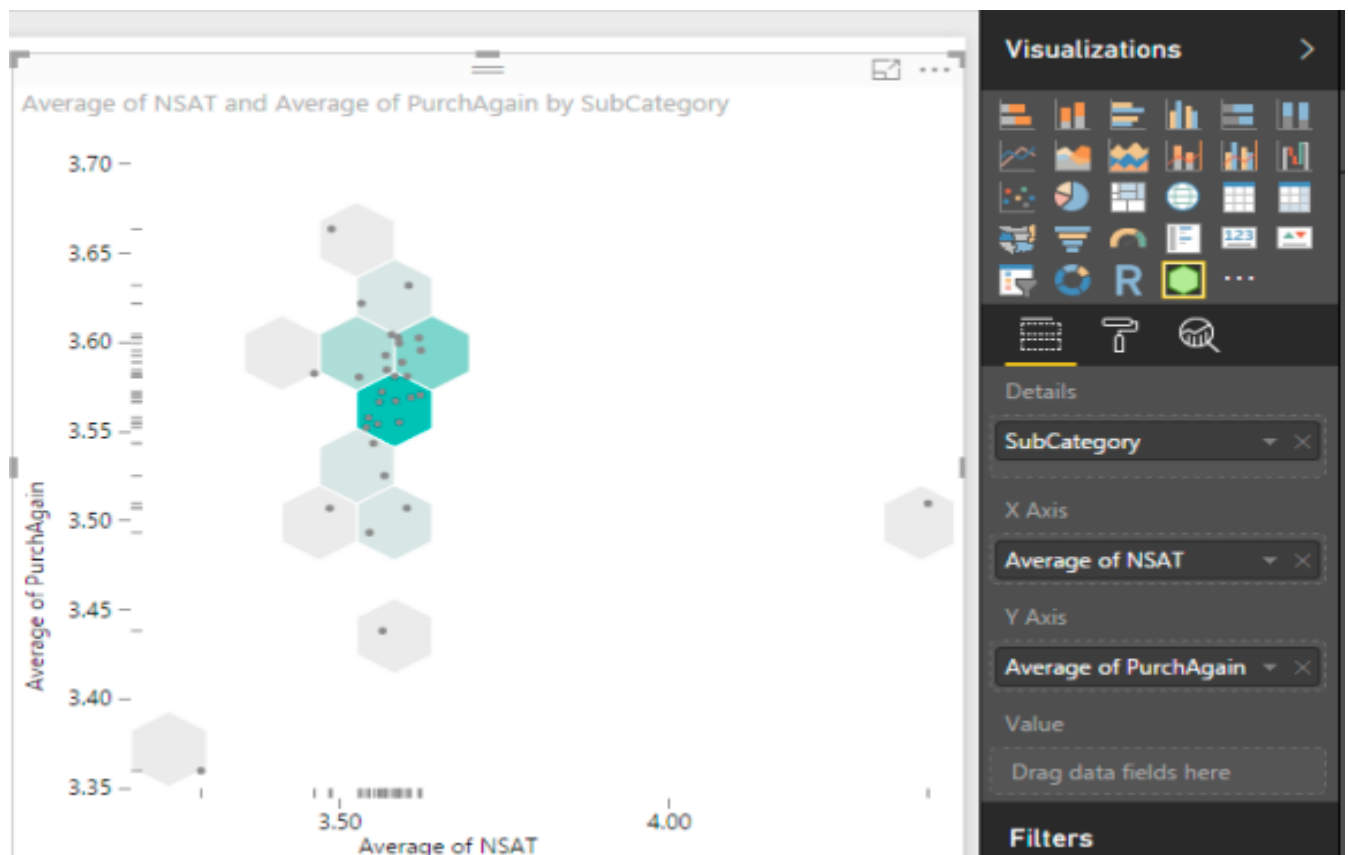 Average of NSAT and Average of PurchAgain by SubCategory
3.70
3.65
3.60
3.55
3.50
3.45
3.40
3.35
Average of PurchAgain
3.50
4.00
Average of NSAT
Visualizations
123
R
Details
SubCategory
X Axis
Average of NSAT
Y Axis
Average of PurchAgain
Value
Drag data fields here
Filters